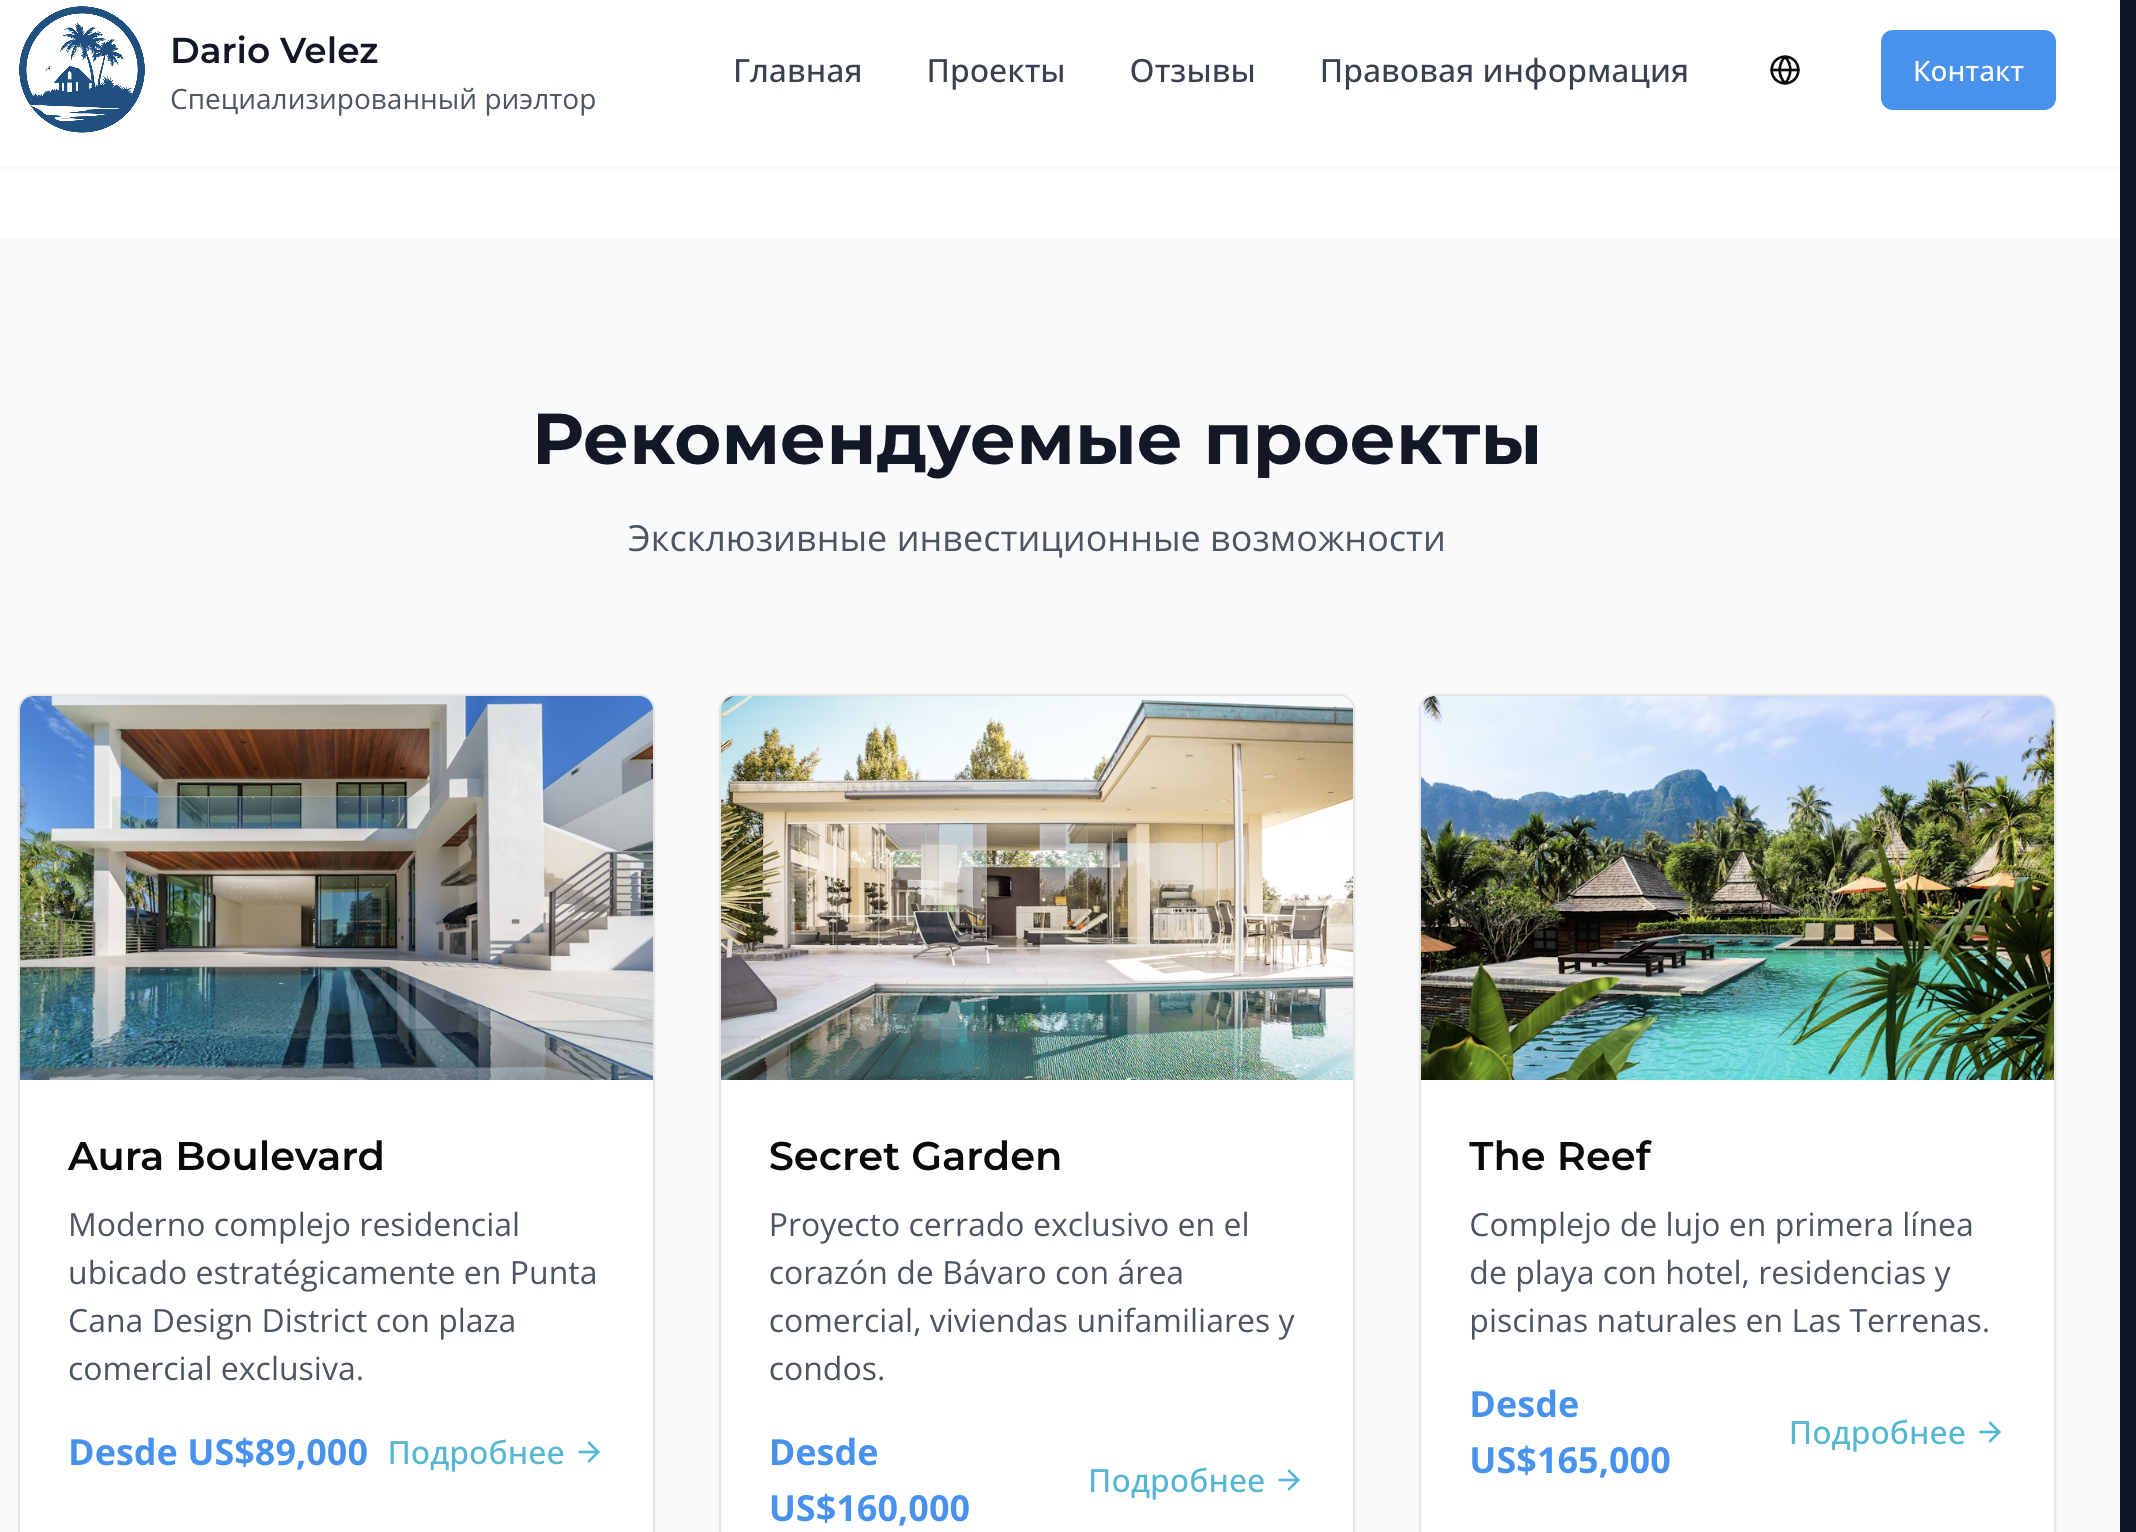 Dario Velez
Специализированный риэлтор
Главная
Проекты
Отзывы
Правовая информация
Контакт
Рекомендуемые проекты
Эксклюзивные инвестиционные возможности
Aura Boulevard
Moderno complejo residencial
ubicado estratégicamente en Punta
Cana Design District con plaza
comercial exclusiva.
Desde US$89,000
Подробнее →
Secret Garden
Proyecto cerrado exclusivo en el
corazón de Bávaro con área
comercial, viviendas unifamiliares y
condos.
Desde
US$160,000
Подробнее →
The Reef
Complejo de lujo en primera línea
de playa con hotel, residencias y
piscinas naturales en Las Terrenas.
Desde
US$165,000
Подробнее →